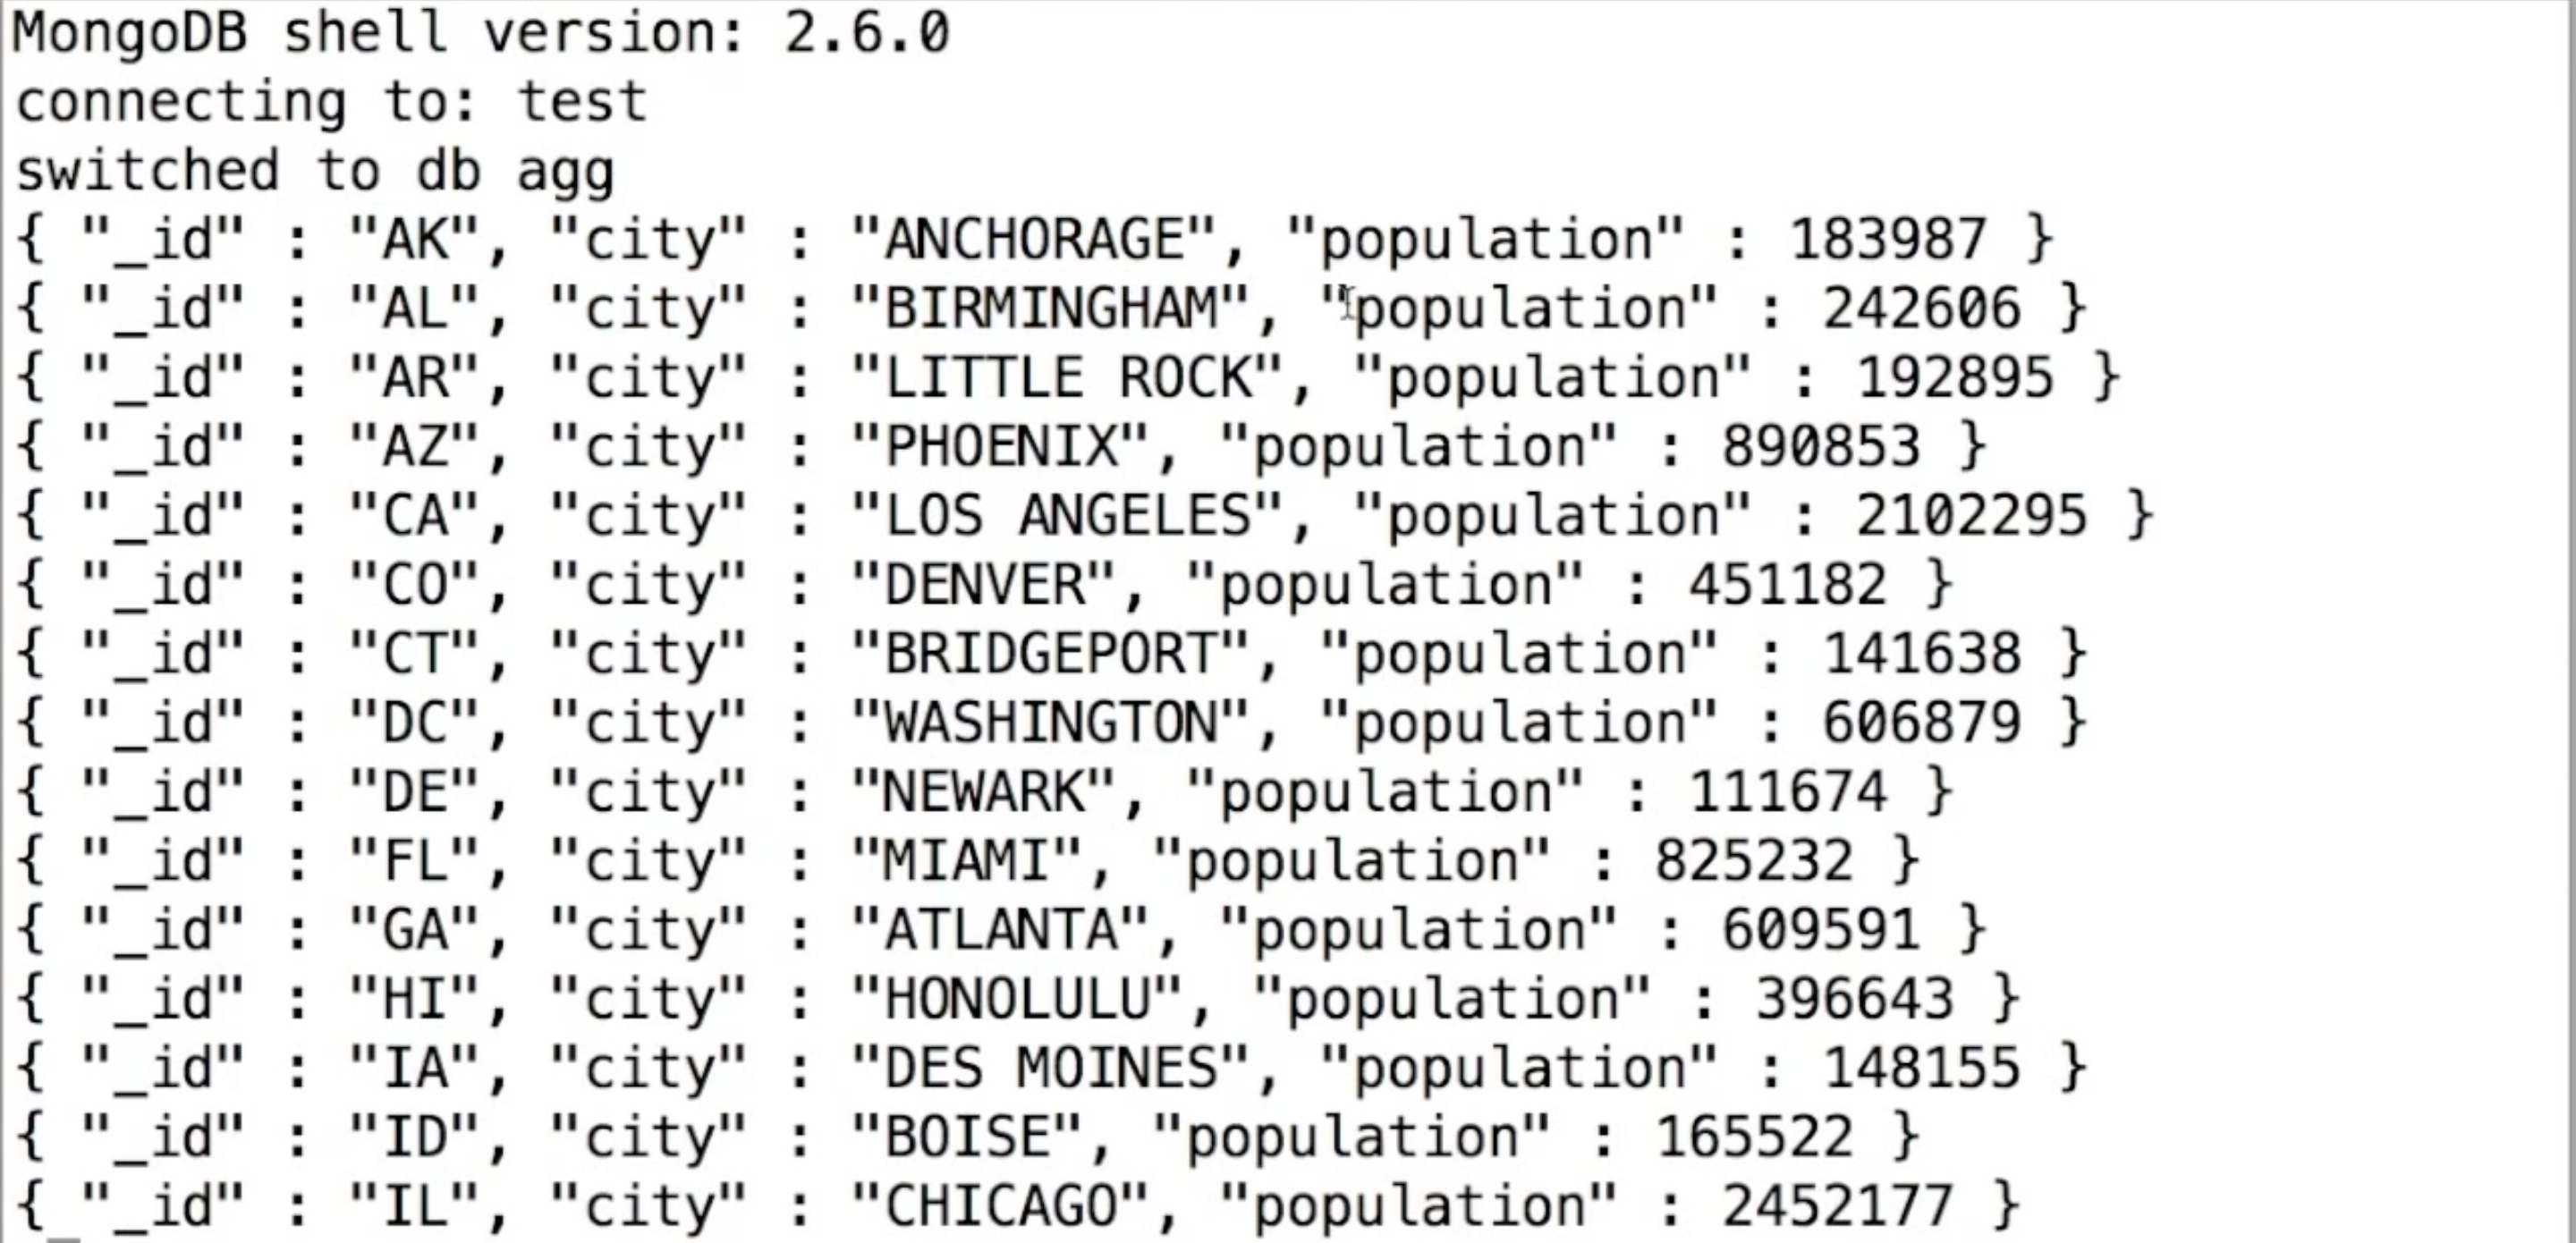 MongoDB shell version: 2.6.0
connecting to: test
switched to db agg
{ "_id" : "AK", "city" : "ANCHORAGE", "population" : 183987 }
{ "_id" : "AL", "city" : "BIRMINGHAM", "population" : 242606 }
{ "_id" : "AR", "city" : "LITTLE ROCK", "population" : 192895 }
{ "_id" : "AZ", "city" : "PHOENIX", "population" : 890853 }
{ "_id" : "CA", "city" : "LOS ANGELES", "population" : 2102295 }
{ "_id" : "CO", "city" : "DENVER", "population" : 451182 }
{ "_id" : "CT", "city" : "BRIDGEPORT", "population" : 141638 }
{ "_id" : "DC", "city" : "WASHINGTON", "population" : 606879 }
{ "_id" : "DE", "city" : "NEWARK", "population" : 111674 }
{ "_id" : "FL", "city" : "MIAMI", "population" : 825232 }
{ "_id" : "GA", "city" : "ATLANTA", "population" : 609591 }
{ "_id" : "HI", "city" : "HONOLULU", "population" : 396643 }
{ "_id" : "IA", "city" : "DES MOINES", "population" : 148155 }
{ "_id" : "ID", "city" : "BOISE", "population" : 165522 }
{ "_id" : "IL", "city" : "CHICAGO", "population" : 2452177 }